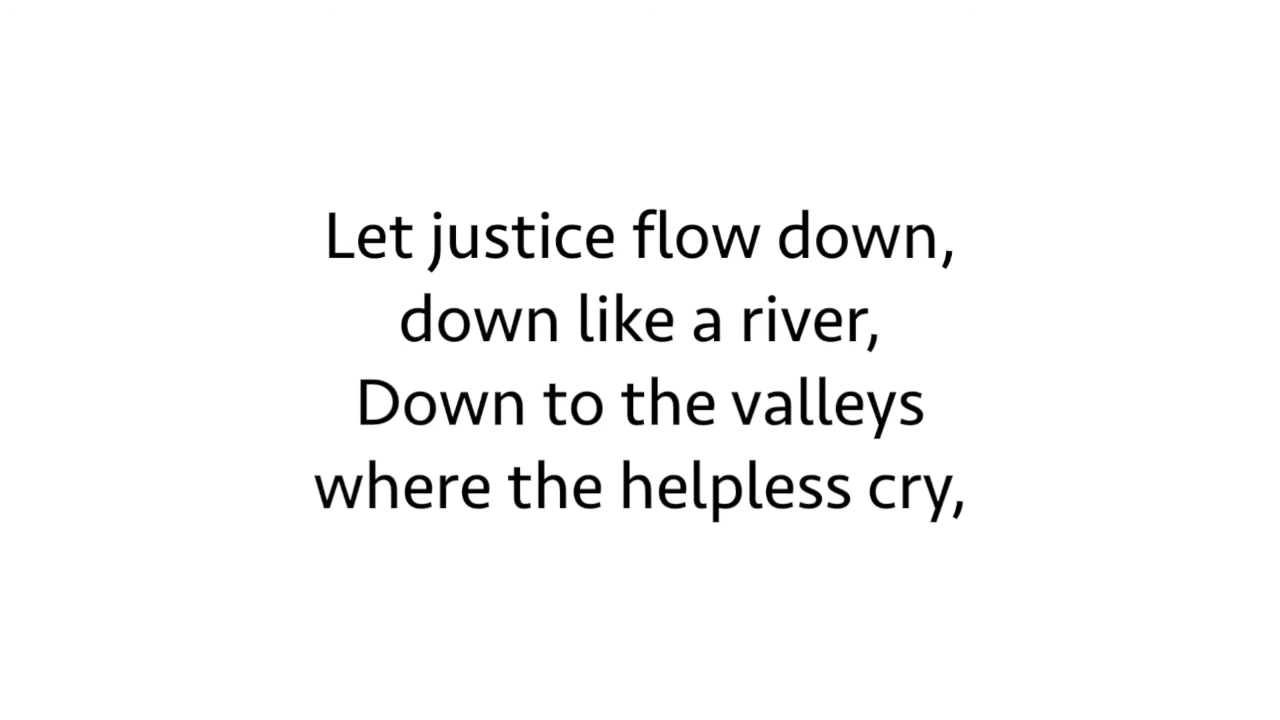 Let justice flow down,
down like a river,
Down to the valleys
where the helpless cry,